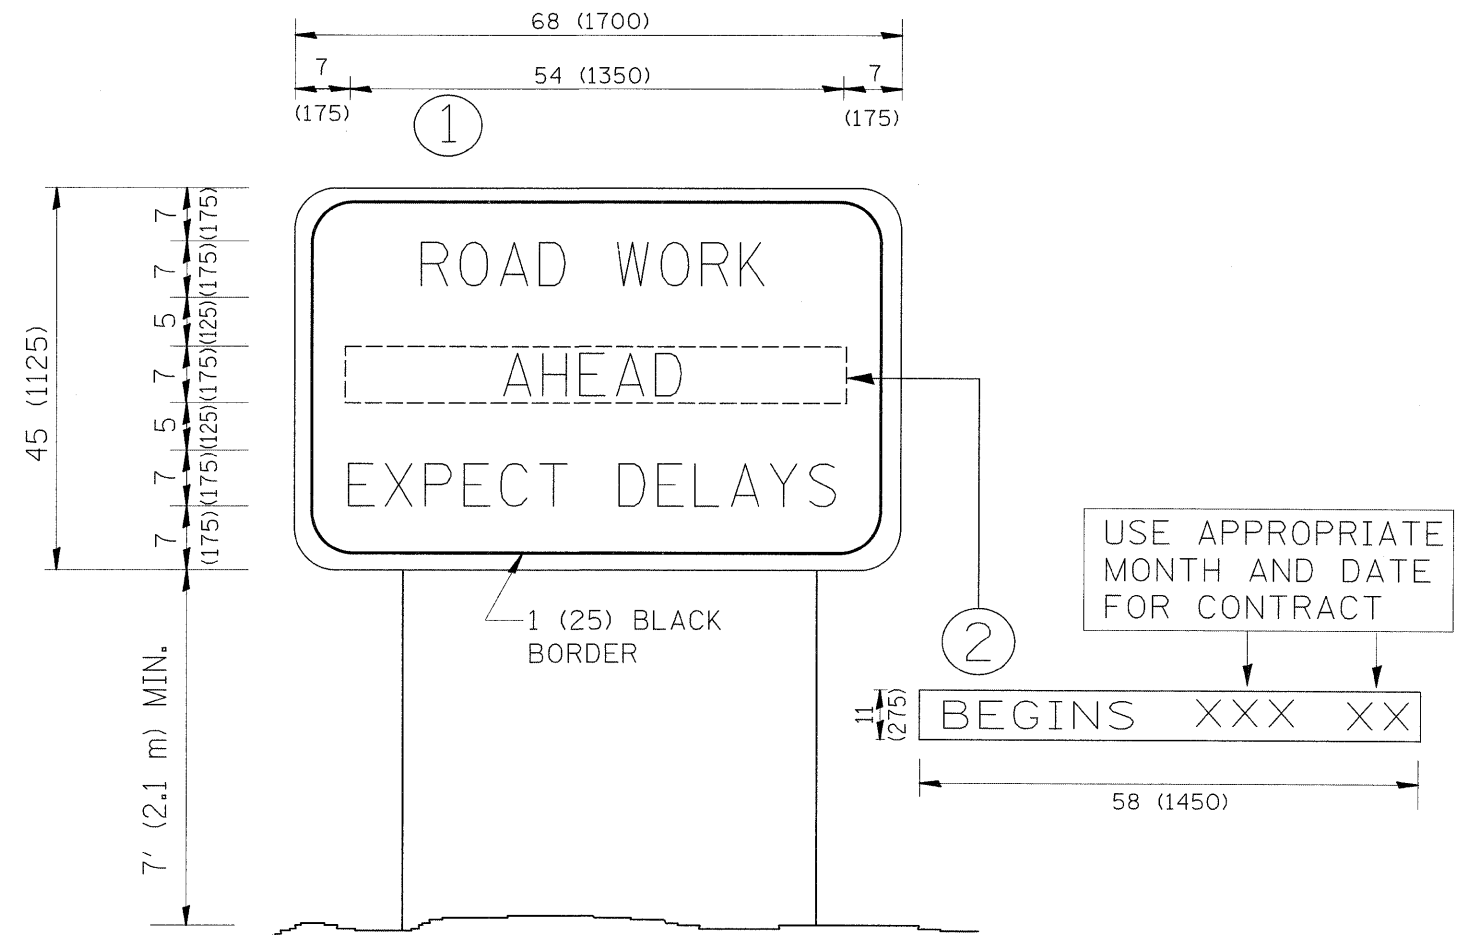 68 (1700)
7
54 (1350)
7
(175)
(175)
1
7
(175)
7
(175)
5
(125)
7
(175)
5
(125)
7
(175)
7
(175)
45 (1125)
ROAD WORK
AHEAD
EXPECT DELAYS
1 (25) BLACK
BORDER
7' (2.1 m) MIN.
USE APPROPRIATE
MONTH AND DATE
FOR CONTRACT
2
11
(275)
BEGINS XXX XX
58 (1450)